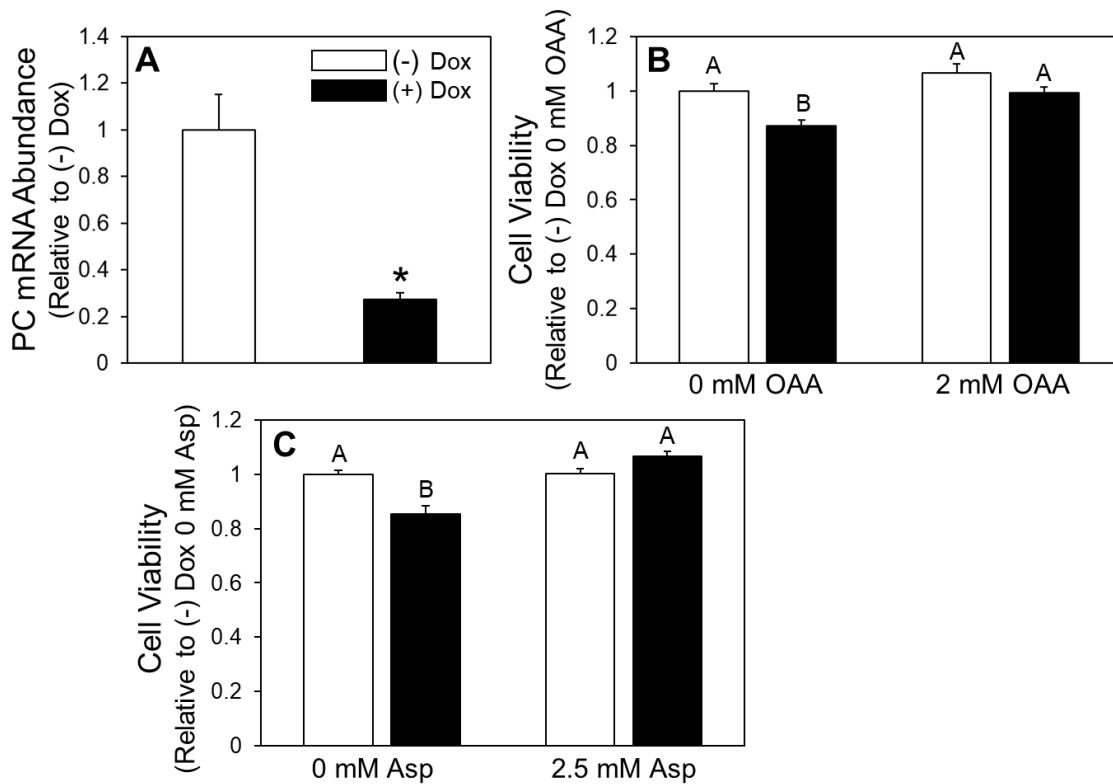 A
(-) Dox
(+) Dox
PC mRNA Abundance
(Relative to (-) Dox)
1.4
1.2
1
0.8
0.6
0.4
0.2
0
*
B
Cell Viability
(Relative to (-) Dox 0 mM OAA)
1.2
1
0.8
0.6
0.4
0.2
0
A
B
A
A
0 mM OAA
2 mM OAA
C
Cell Viability
(Relative to (-) Dox 0 mM Asp)
1.2
1
0.8
0.6
0.4
0.2
0
A
B
A
A
0 mM Asp
2.5 mM Asp